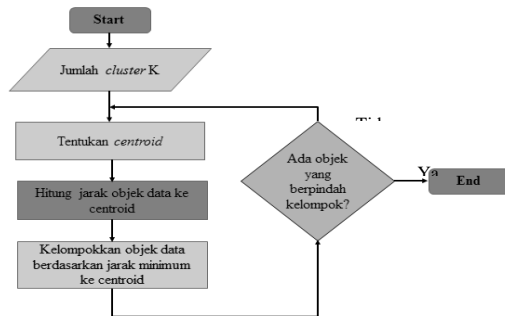 Start
Jumlah cluster K
Tentukan centroid
Hitung jarak objek data ke
centroid
Kelompokkan objek data
berdasarkan jarak minimum
ke centroid
Ada objek
yang
berpindah
kelompok?
Ya
End